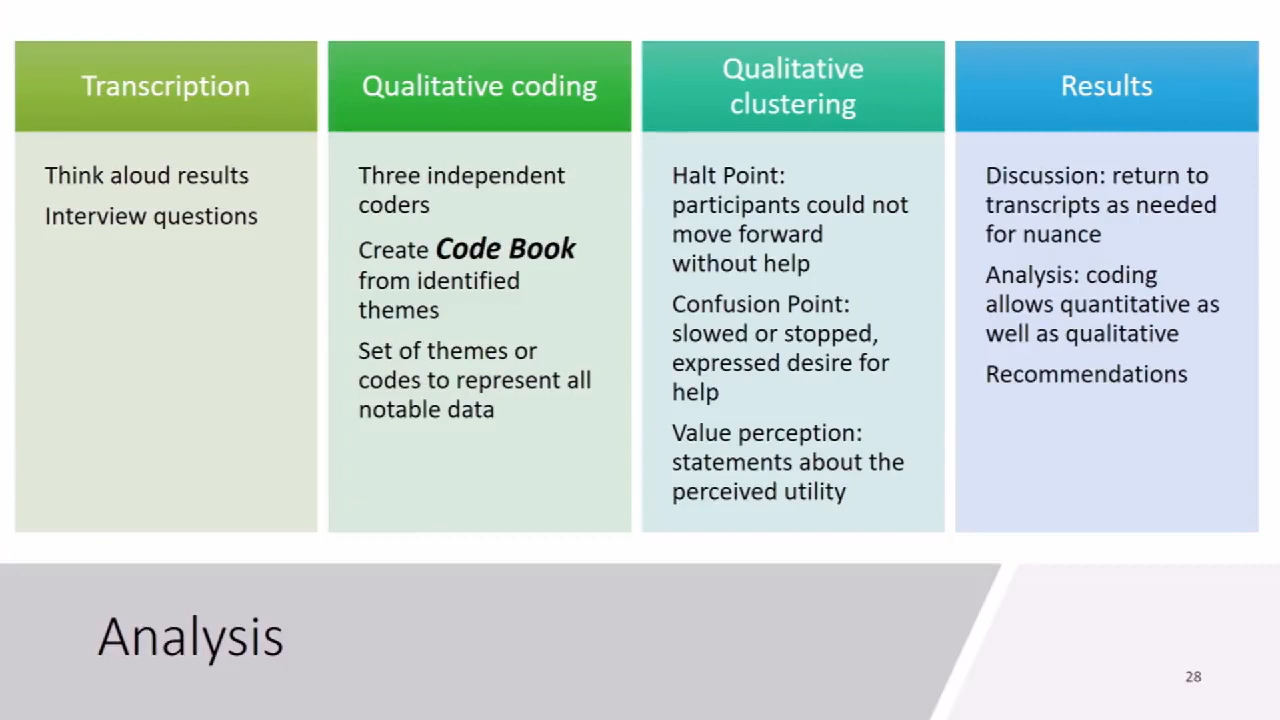 Transcription
Think aloud results
Interview questions
Qualitative coding
Three independent
coders
Create Code Book
from identified
themes
Set of themes or
codes to represent all
notable data
Qualitative
clustering
Halt Point:
participants could not
move forward
without help
Confusion Point:
slowed or stopped,
expressed desire for
help
Value perception:
statements about the
perceived utility
Results
Discussion: return to
transcripts as needed
for nuance
Analysis: coding
allows quantitative as
well as qualitative
Recommendations
Analysis
28